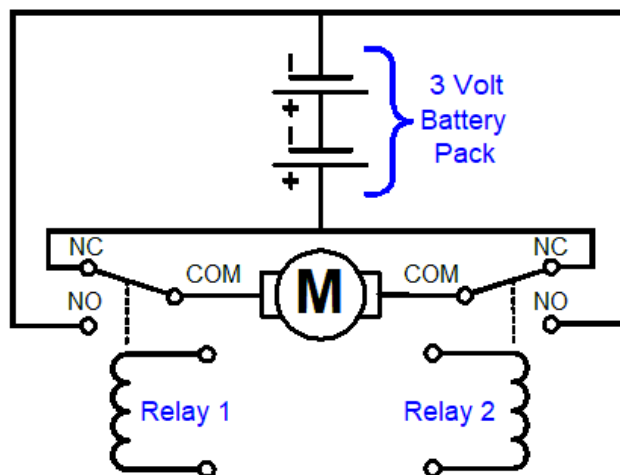 3 Volt
Battery
Pack
NC
COM
COM
NC
NO
M
NO
Relay 1
Relay 2